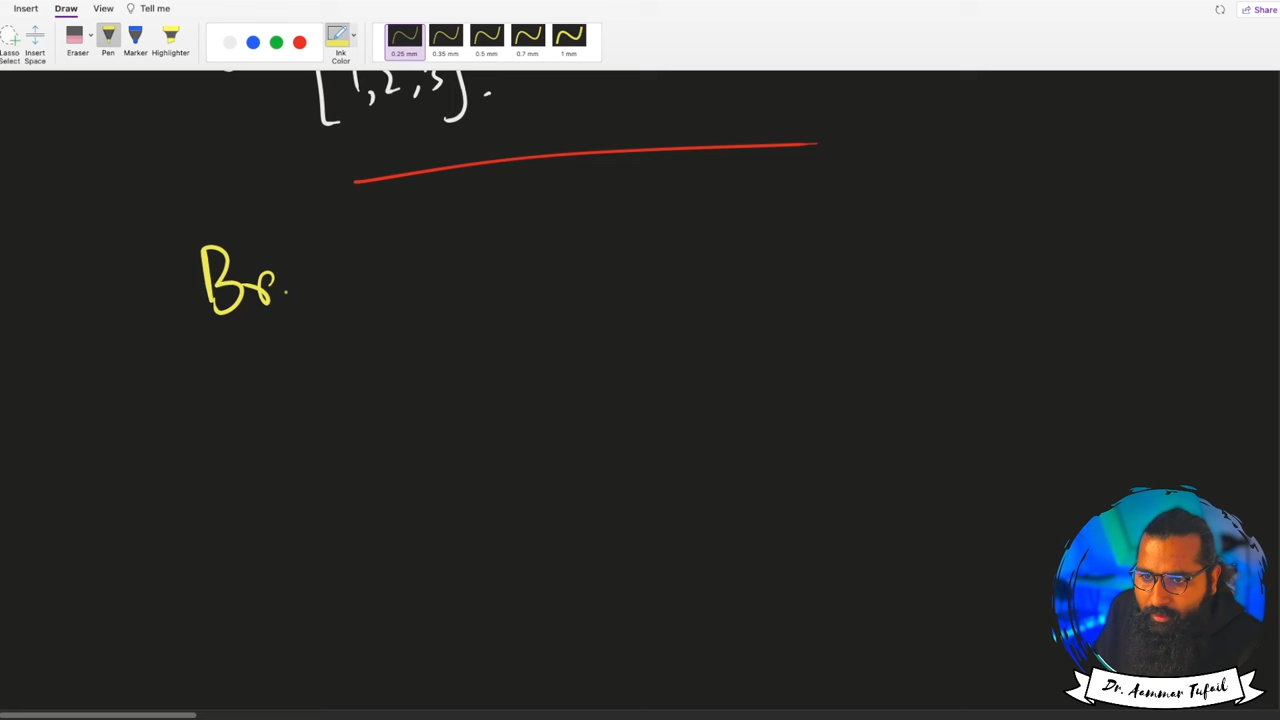 Insert Draw View Tell me Share
Eraser Pen Marker Highlighter
Lasso Select
Insert Space
Ink Color
0.25 mm 0.35 mm 0.5 mm 0.7 mm 1 mm
[1,2,3].
Br
Dr. Aammar Tufail